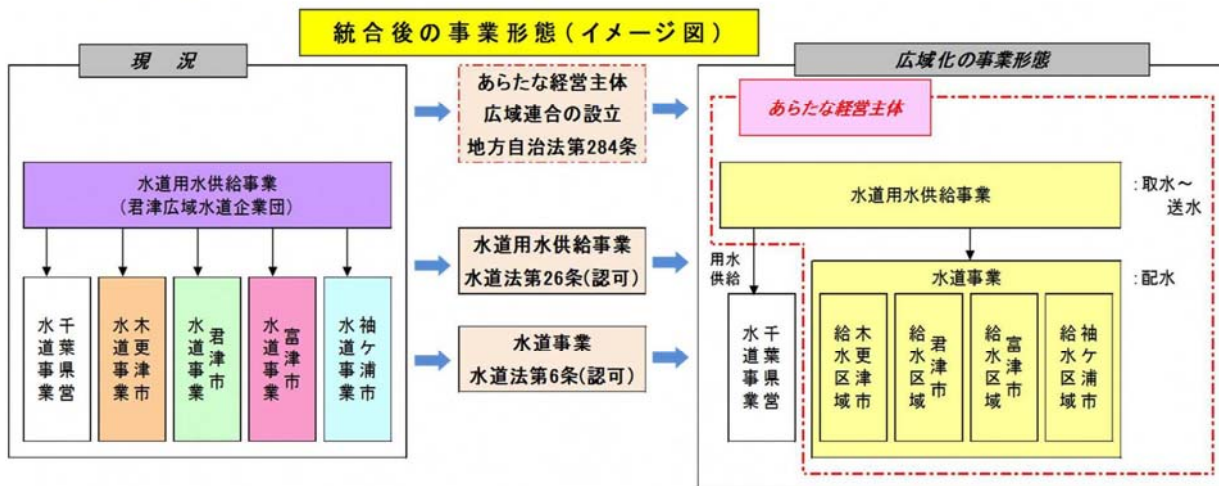 統合後の事業形態(イメージ図)
現況
水道用水供給事業
(君津広域水道企業団)
千葉県営
水道事業
木更津市
水道事業
君津市
水道事業
富津市
水道事業
袖ケ浦市
水道事業
あらたな経営主体
広域連合の設立
地方自治法第284条
水道用水供給事業
水道法第26条(認可)
水道事業
水道法第6条(認可)
広域化の事業形態
あらたな経営主体
水道用水供給事業
:取水～
送水
用水
供給
水道事業
:配水
千葉県営
水道事業
木更津市
給水区域
君津市
給水区域
富津市
給水区域
袖ケ浦市
給水区域